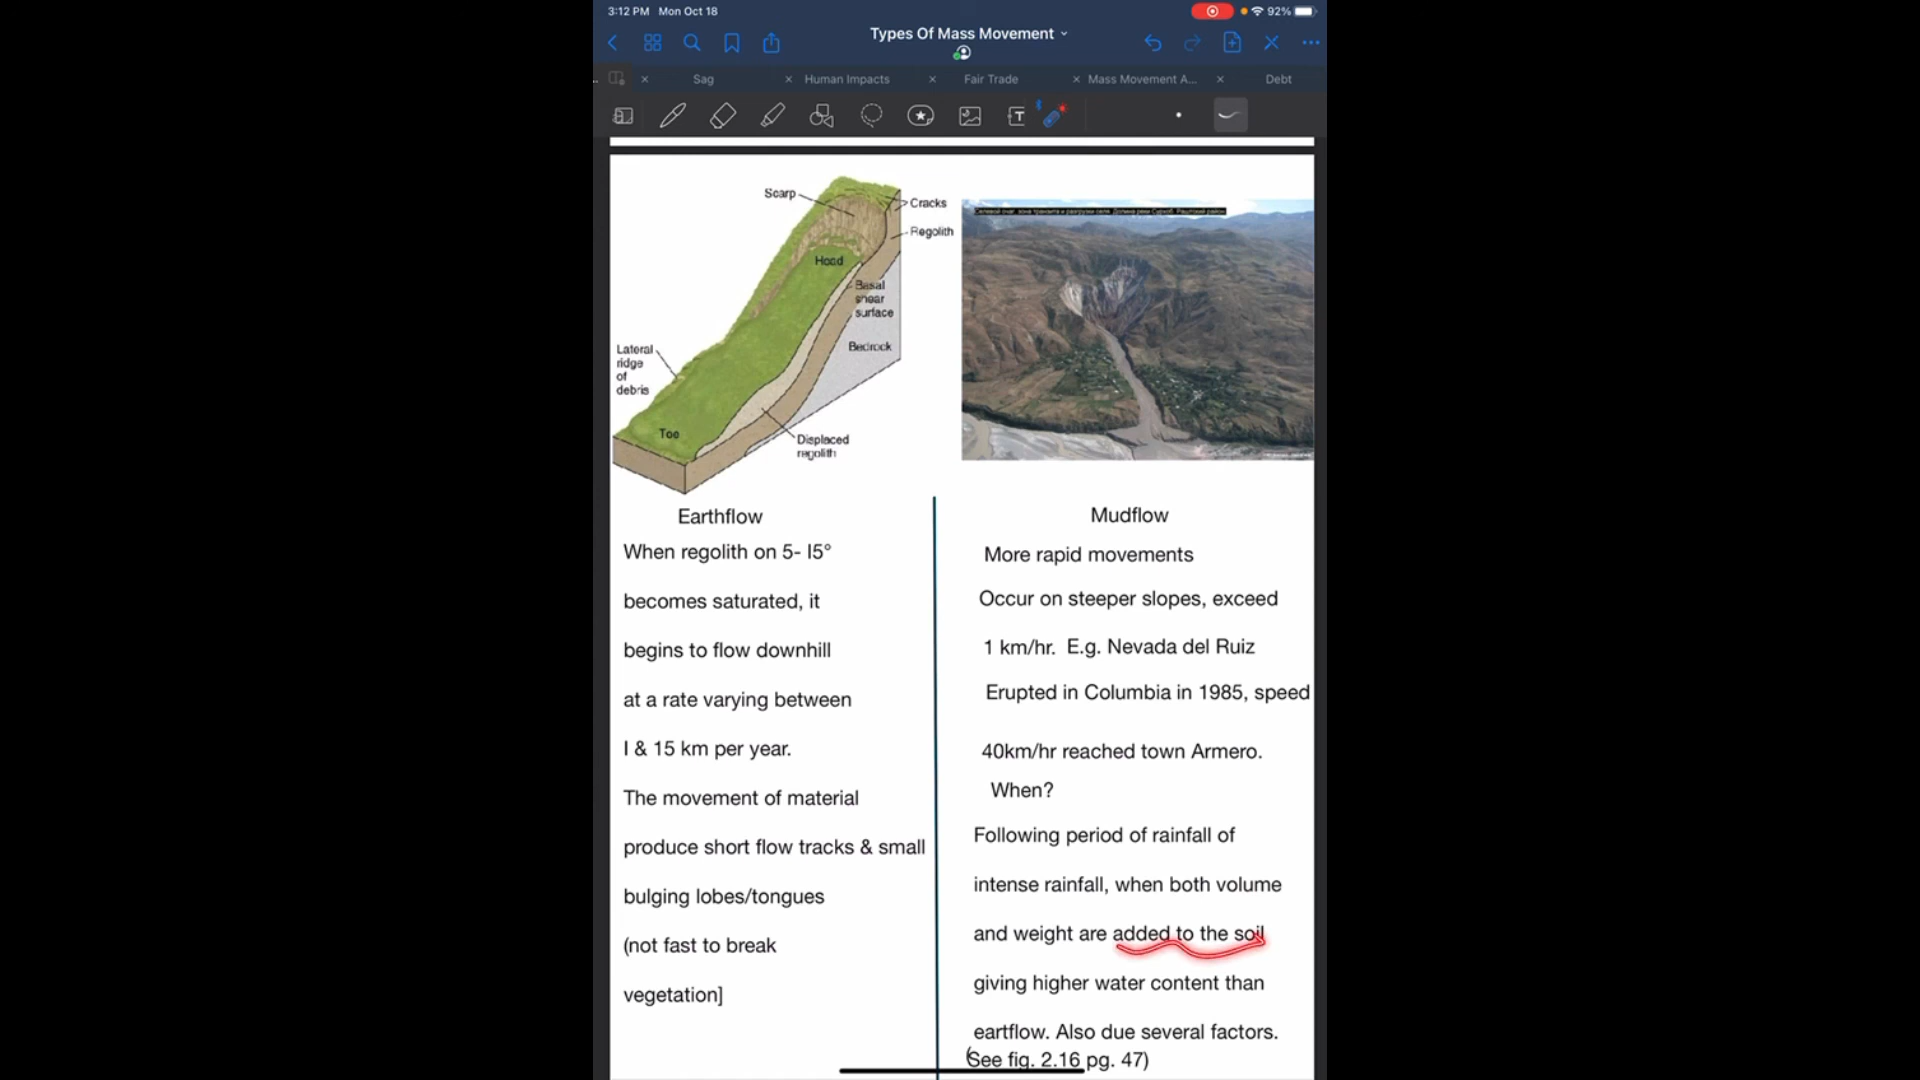 3:12 PM Mon Oct 18
92%
Types Of Mass Movement
Sag
Human Impacts
Fair Trade
Mass Movement A...
Debt
Scarp
Cracks
Regolith
Head
Basal
shear
surface
Bedrock
Lateral
ridge
of
debris
Toe
Displaced
regolith
Earthflow
When regolith on 5- I5°
becomes saturated, it
begins to flow downhill
at a rate varying between
I & 15 km per year.
The movement of material
produce short flow tracks & small
bulging lobes/tongues
(not fast to break
vegetation]
Mudflow
More rapid movements
Occur on steeper slopes, exceed
1 km/hr. E.g. Nevada del Ruiz
Erupted in Columbia in 1985, speed
40km/hr reached town Armero.
When?
Following period of rainfall of
intense rainfall, when both volume
and weight are added to the soil
giving higher water content than
eartflow. Also due several factors.
(See fig. 2.16 pg. 47)